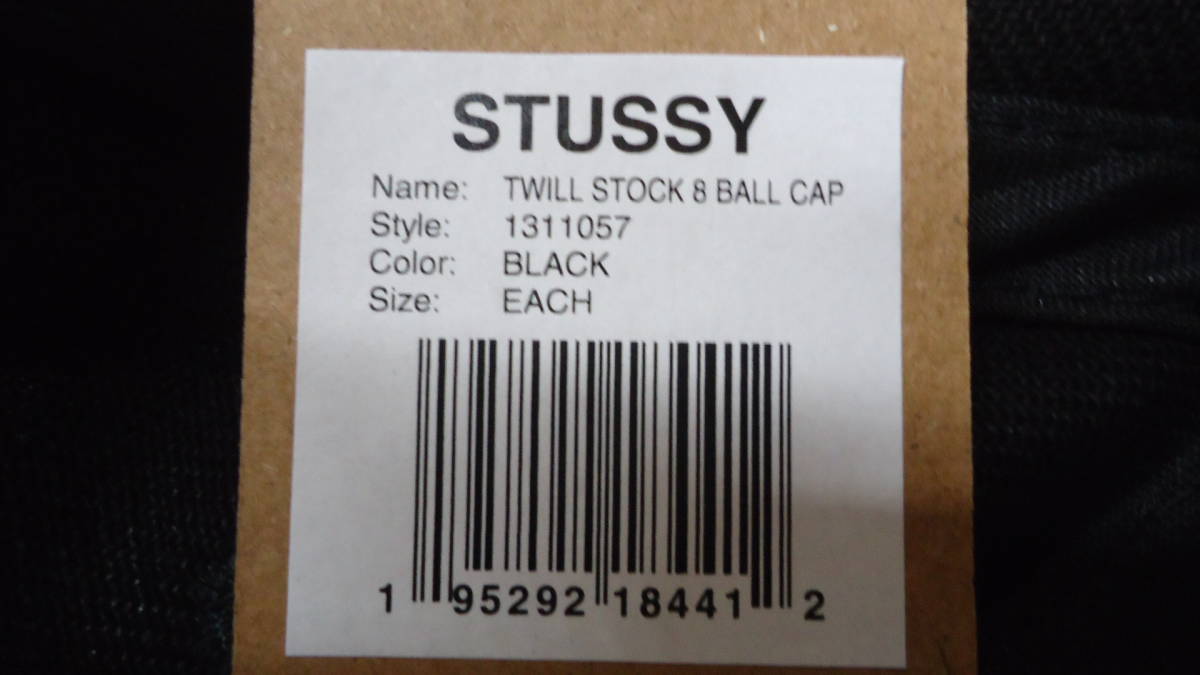 STUSSY
Name: TWILL STOCK 8 BALL CAP
Style: 1311057
Color: BLACK
Size: EACH
1 95292 18441 2